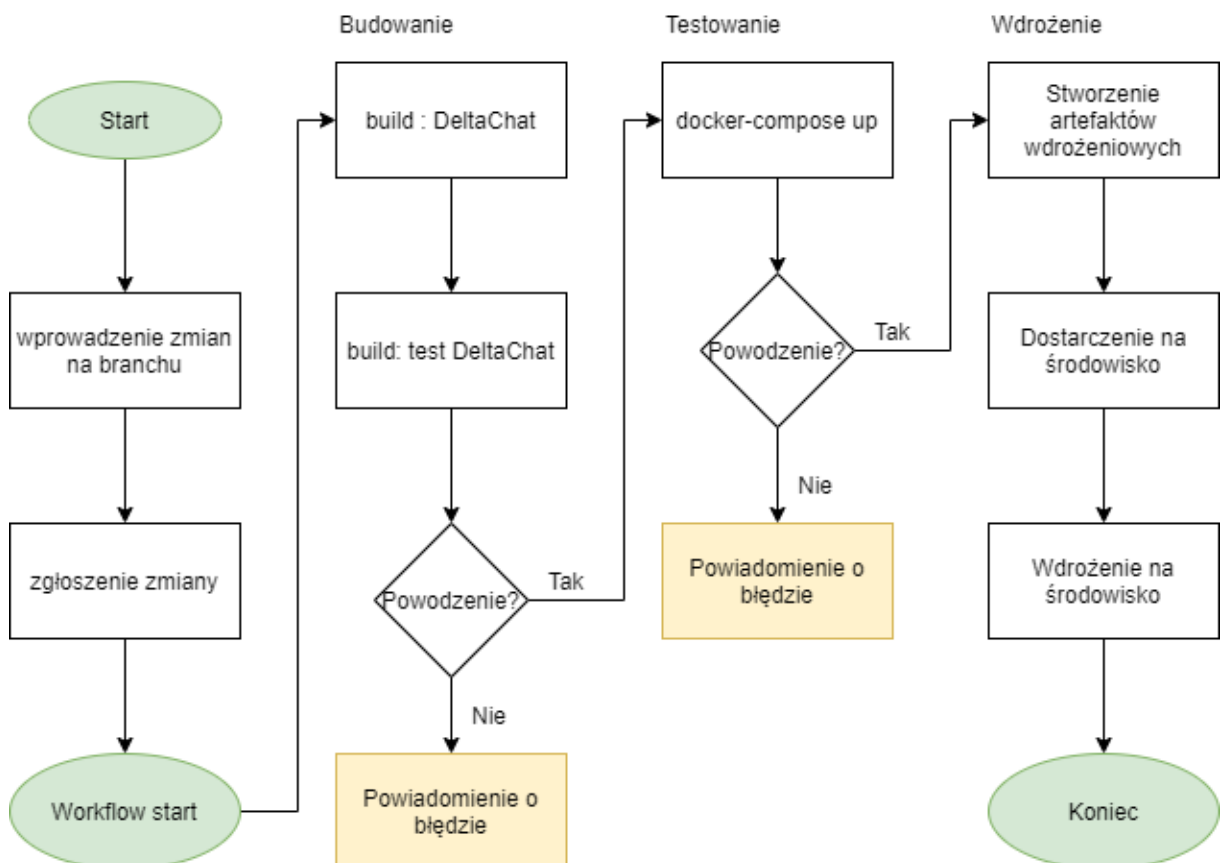 Budowanie
Testowanie
Wdrożenie
Start
wprowadzenie zmian
na branchu
zgłoszenie zmiany
Workflow start
build : DeltaChat
build: test DeltaChat
Powodzenie?
Tak
Nie
Powiadomienie o
błędzie
docker-compose up
Powodzenie?
Tak
Nie
Powiadomienie o
błędzie
Stworzenie
artefaktów
wdrożeniowych
Dostarczenie na
środowisko
Wdrożenie na
środowisko
Koniec